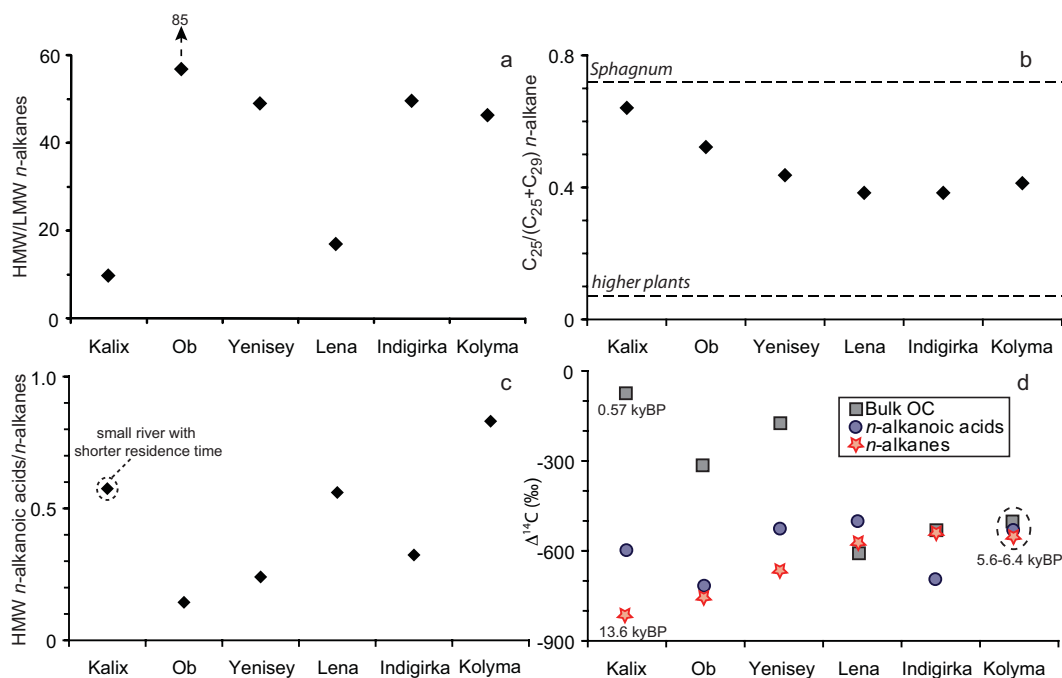 85
60
40
20
0
HMW/LMW n-alkanes
a
Kalix Ob Yenisey Lena Indigirka Kolyma
0.8
0.4
0
C₂₅/(C₂₅+C₂₉) n-alkane
b
Sphagnum
higher plants
Kalix Ob Yenisey Lena Indigirka Kolyma
1.0
0.5
0
HMW n-alkanoic acids/n-alkanes
c
small river with
shorter residence time
Kalix Ob Yenisey Lena Indigirka Kolyma
0
-300
-600
-900
Δ¹⁴C (‰)
d
Bulk OC
n-alkanoic acids
n-alkanes
0.57 kyBP
13.6 kyBP
5.6-6.4 kyBP
Kalix Ob Yenisey Lena Indigirka Kolyma